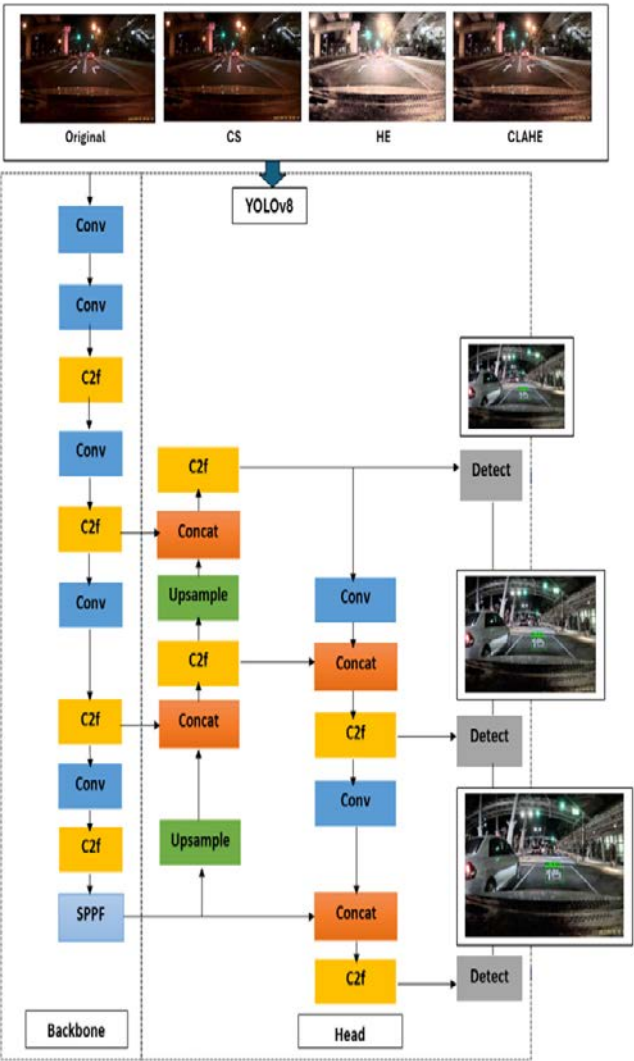 Original
CS
HE
CLAHE
YOLOv8
Conv
Conv
C2f
Conv
C2f
Conv
C2f
Conv
C2f
SPPF
Backbone
C2f
Concat
Upsample
C2f
Concat
Upsample
Conv
Concat
C2f
Conv
Concat
C2f
Head
Detect
Detect
Detect